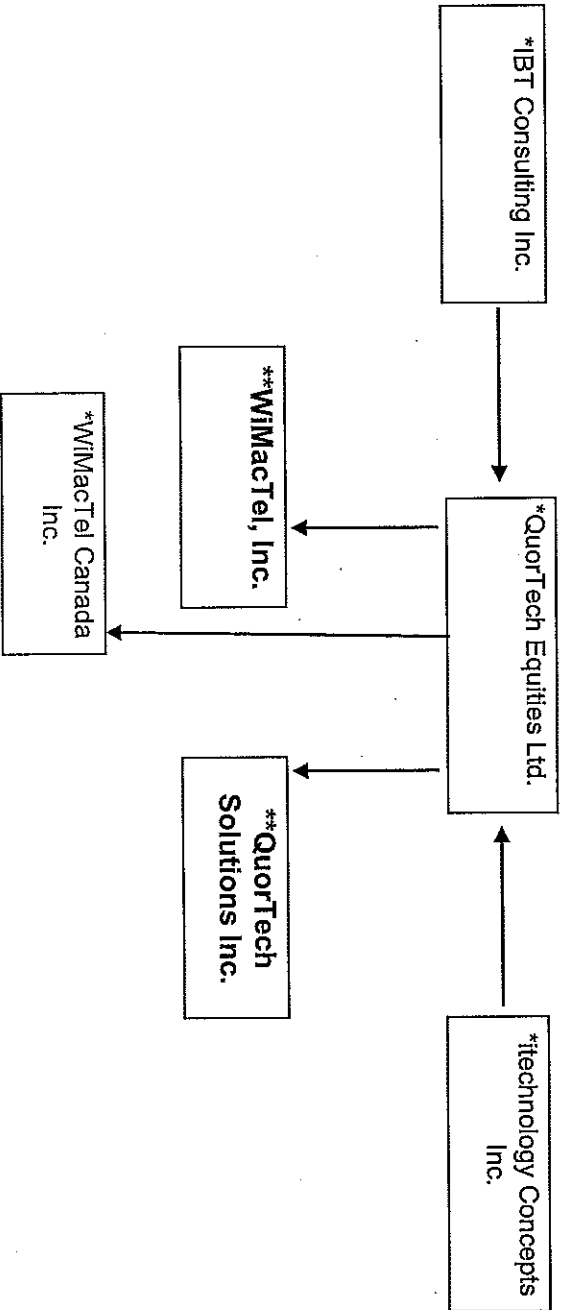 *IBT Consulting Inc.
*QuorTech Equities Ltd.
*itechnology Concepts
Inc.
**WiMacTel, Inc.
**QuorTech
Solutions Inc.
*WiMacTel Canada
Inc.